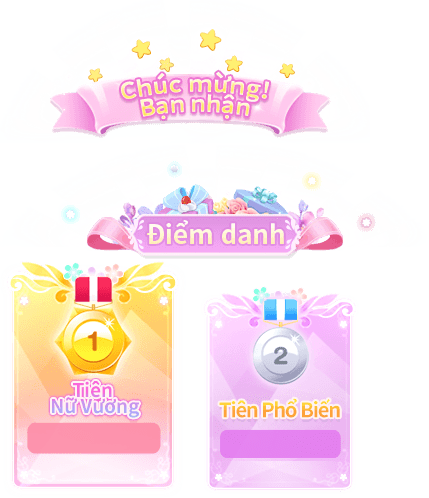 Chúc mừng!
Bạn nhận
Điểm danh
1
Tiên
Nữ Vương
2
Tiên Phổ Biến